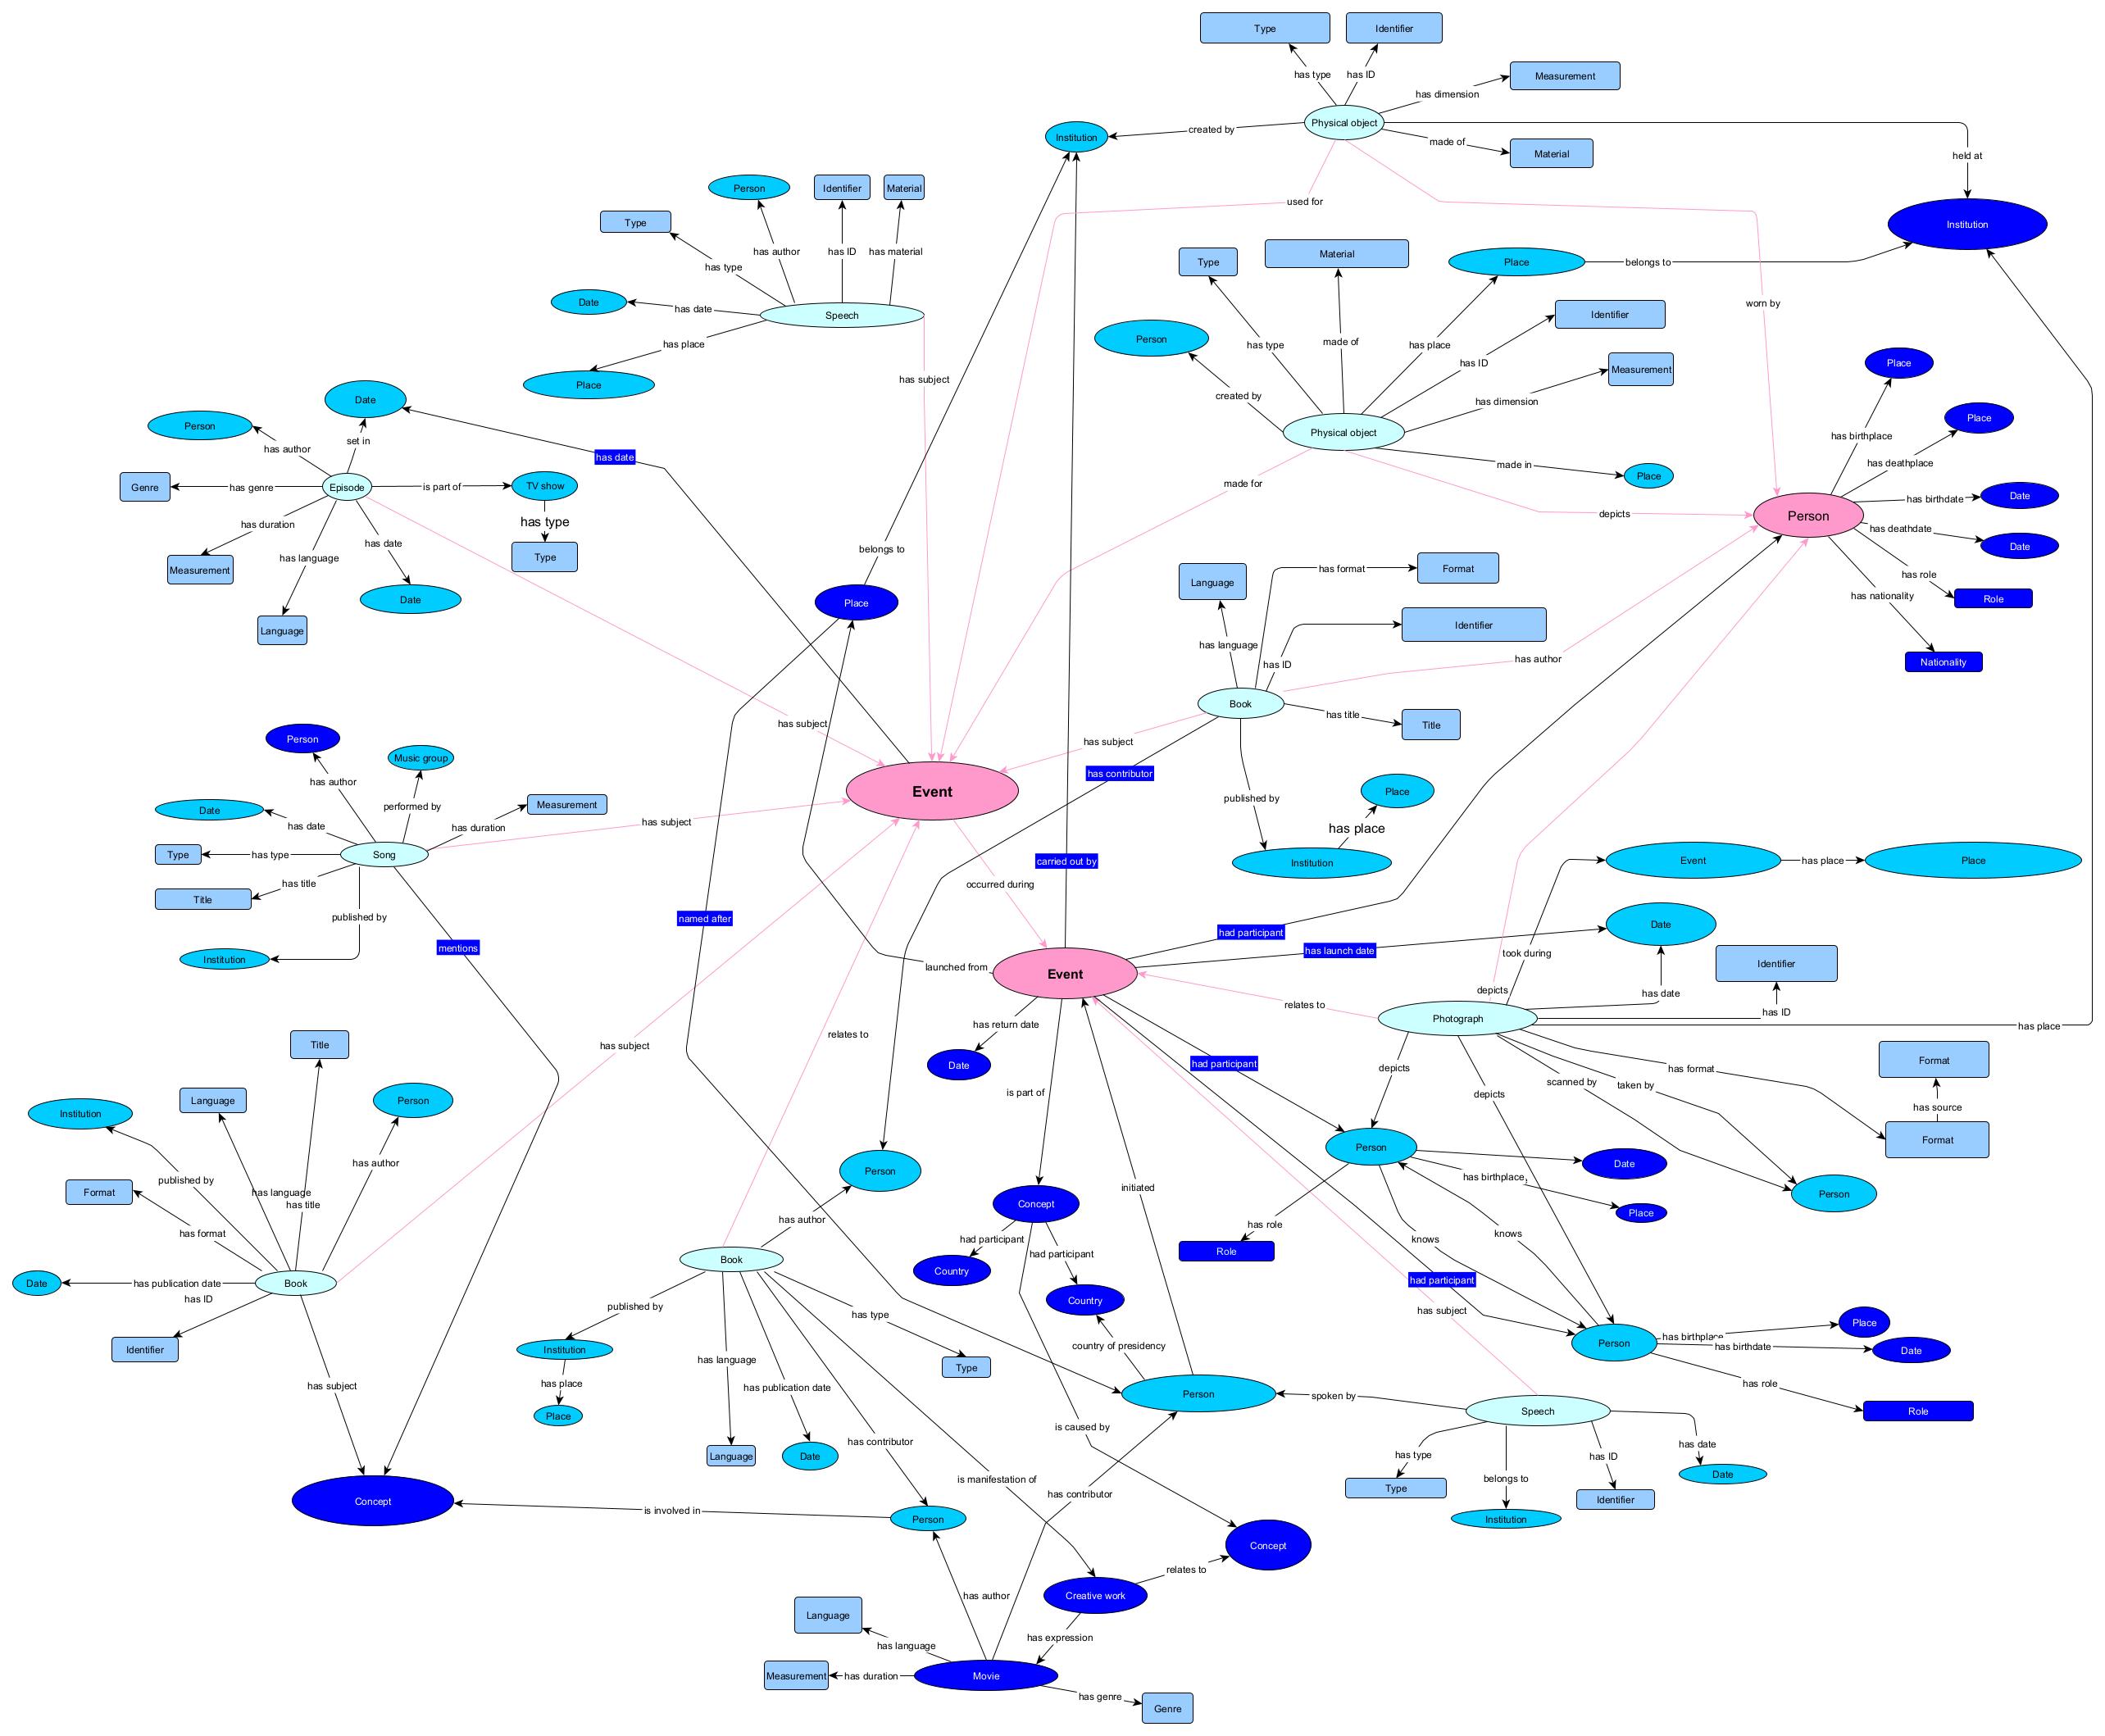 Type
Identifier
has type
has ID
Measurement
has dimension
Physical object
Institution
created by
made of
Material
held at
Person
Identifier
Material
used for
Type
has author
has ID
has material
Institution
has type
Type
Material
Place
belongs to
Date
has date
Speech
worn by
Identifier
Person
has type
made of
has place
has ID
has place
Place
has subject
Place
Measurement
Date
created by
has dimension
Place
Person
set in
has birthplace
has author
Physical object
has date
made in
has deathplace
Place
Genre
has genre
Episode
is part of
TV show
made for
Date
has birthdate
depicts
Person
has duration
has type
has deathdate
has date
Date
has language
belongs to
Type
Measurement
has format
Format
has role
Language
has nationality
Role
Date
Place
Identifier
Language
has language
has author
Nationality
has ID
Book
has title
Title
has subject
Person
has subject
Music group
has contributor
has author
Event
Place
performed by
published by
Date
Measurement
has date
has duration
has subject
has place
Type
has type
Song
carried out by
Institution
Event
has place
Place
has title
occurred during
Title
published by
named after
Date
had participant
mentions
has launch date
took during
Institution
launched from
Identifier
Event
depicts
has date
relates to
Photograph
has ID
has return date
has place
relates to
Title
has subject
Date
had participant
Format
depicts
has format
scanned by
taken by
is part of
depicts
Language
Person
Institution
has source
Format
Person
Date
has author
Person
published by
has birthplace
initiated
Format
has language
Person
has title
Concept
Place
has author
has role
had participant
knows
knows
has format
had participant
Role
Book
Country
Date
has publication date
Book
had participant
has ID
Country
published by
has type
has subject
Place
has birthplace
Identifier
country of presidency
Person
has birthdate
Date
Institution
has language
Type
has role
has place
has subject
has publication date
Person
spoken by
Speech
Role
Place
is caused by
has contributor
has type
has ID
has date
Language
Date
Date
is manifestation of
belongs to
Type
has contributor
Concept
Identifier
is involved in
Person
Institution
Concept
relates to
has author
Creative work
Language
has expression
has language
Measurement
has duration
Movie
has genre
Genre